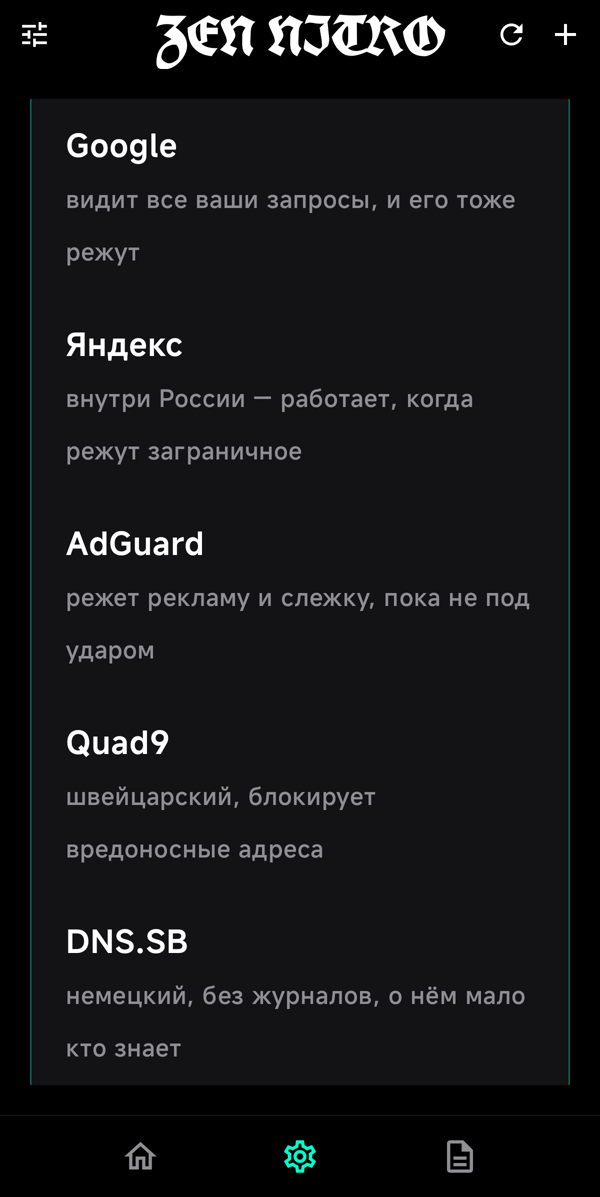 ZEN NITRO
Google
видит все ваши запросы, и его тоже
режут
Яндекс
внутри России — работает, когда
режут заграничное
AdGuard
режет рекламу и слежку, пока не под
ударом
Quad9
швейцарский, блокирует
вредоносные адреса
DNS.SB
немецкий, без журналов, о нём мало
кто знает